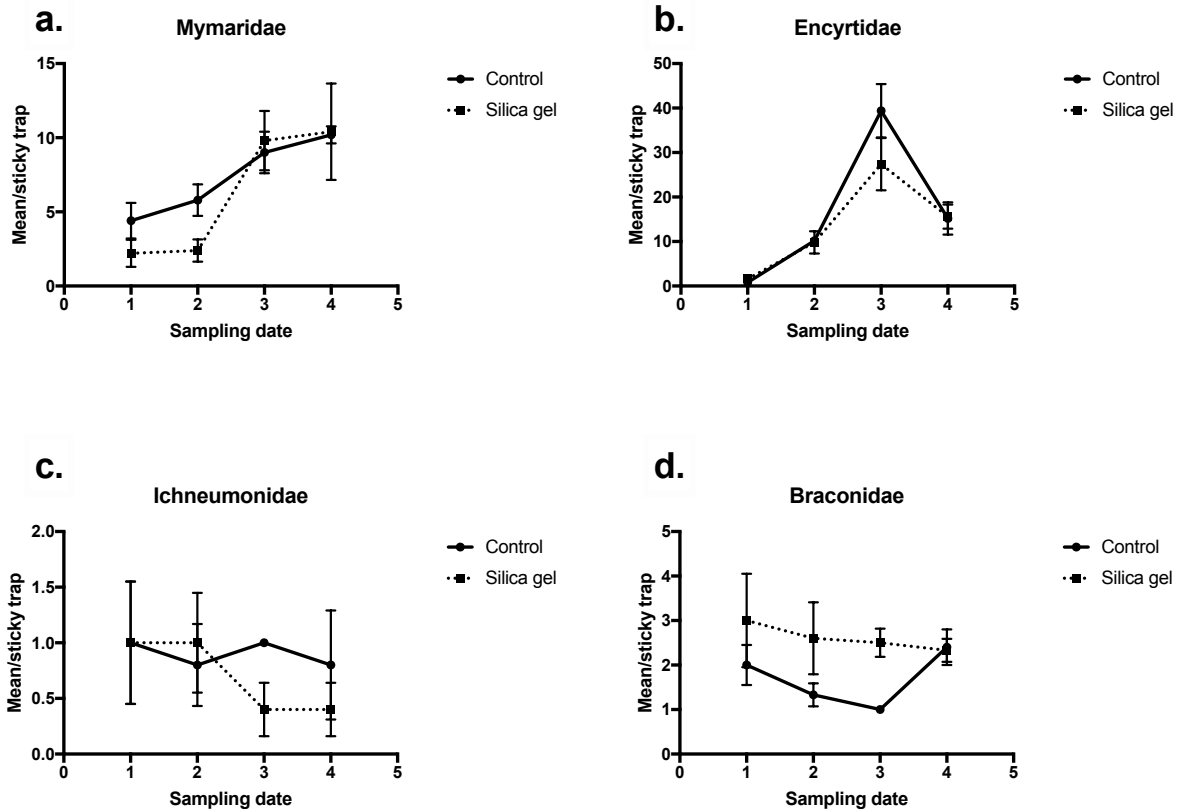 a.
Mymaridae
Mean/sticky trap
15
10
5
0
0 1 2 3 4 5
Sampling date
Control
Silica gel
b.
Encyrtidae
Mean/sticky trap
50
40
30
20
10
0
0 1 2 3 4 5
Sampling date
Control
Silica gel
c.
Ichneumonidae
Mean/sticky trap
2.0
1.5
1.0
0.5
0.0
0 1 2 3 4 5
Sampling date
Control
Silica gel
d.
Braconidae
Mean/sticky trap
5
4
3
2
1
0
0 1 2 3 4 5
Sampling date
Control
Silica gel